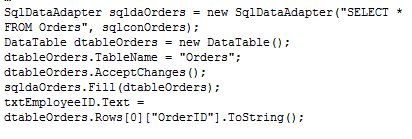 SqlDataAdapter sqldaOrders = new SqlDataAdapter("SELECT *
FROM Orders", sqlconOrders);
DataTable dtableOrders = new DataTable();
dtableOrders.TableName = "Orders";
dtableOrders.AcceptChanges();
sqldaOrders.Fill(dtableOrders);
txtEmployeeID.Text =
dtableOrders.Rows[0]["OrderID"].ToString();